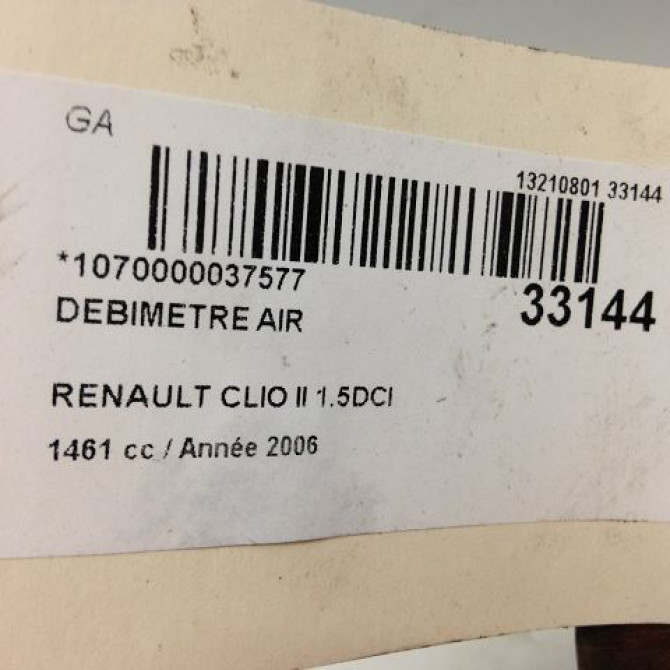 GA
13210801 33144
*1070000037577
33144
DEBIMETRE AIR
RENAULT CLIO II 1.5DCI
1461 cc / Année 2006